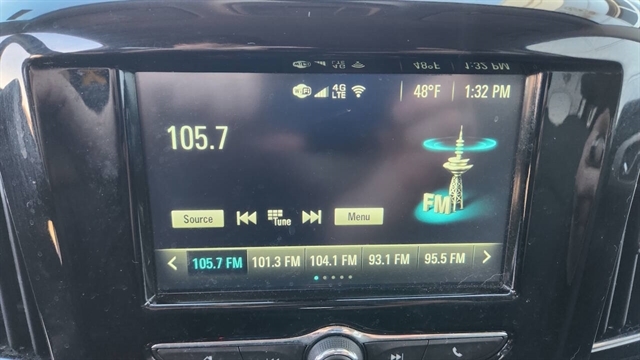 WiFi 4G LTE 48°F 1:32 PM
105.7
FM
Source Tune Menu
105.7 FM 101.3 FM 104.1 FM 93.1 FM 95.5 FM